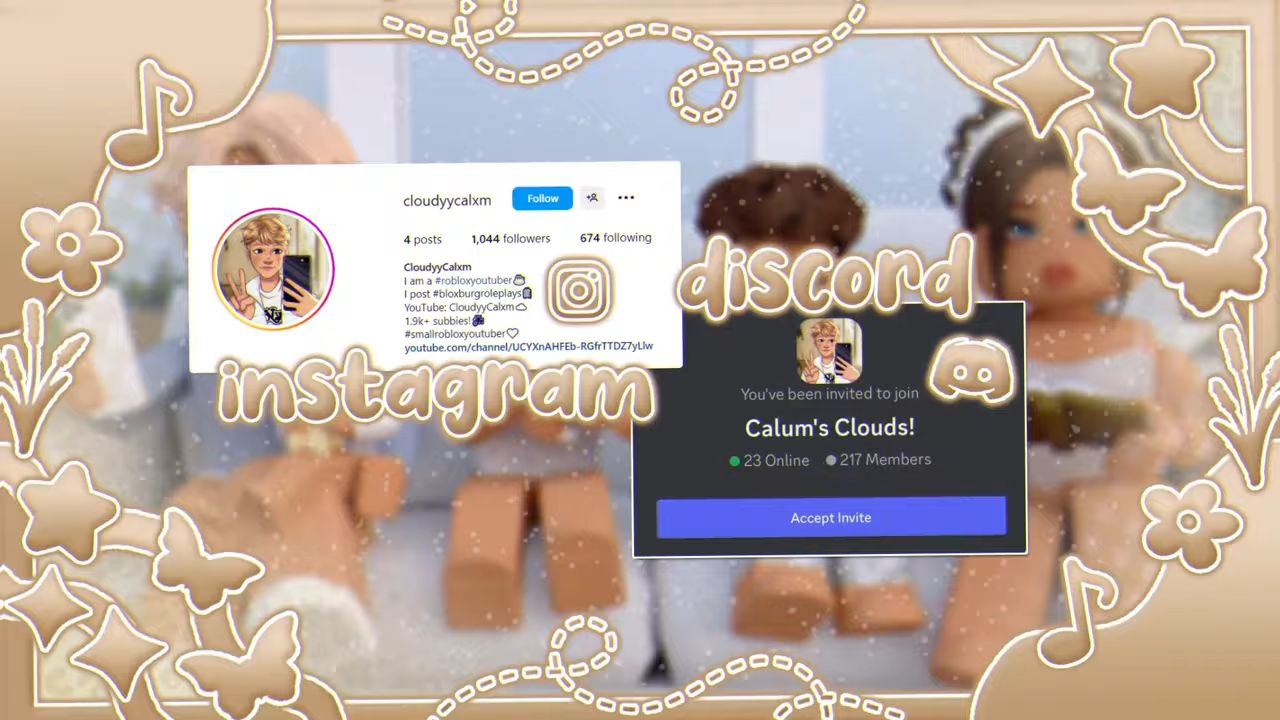 cloudyycalxm
Follow
4 posts 1,044 followers 674 following
CloudyyCalxm
I am a #robloxyoutuber
I post #bloxburgroleplays
YouTube: CloudyyCalxm
1.9k+ subbies!
#smallrobloxyoutuber
youtube.com/channel/UCYXnAHFEb-RGfrTTDZ7yLlw
instagram
discord
You've been invited to join
Calum's Clouds!
23 Online 217 Members
Accept Invite